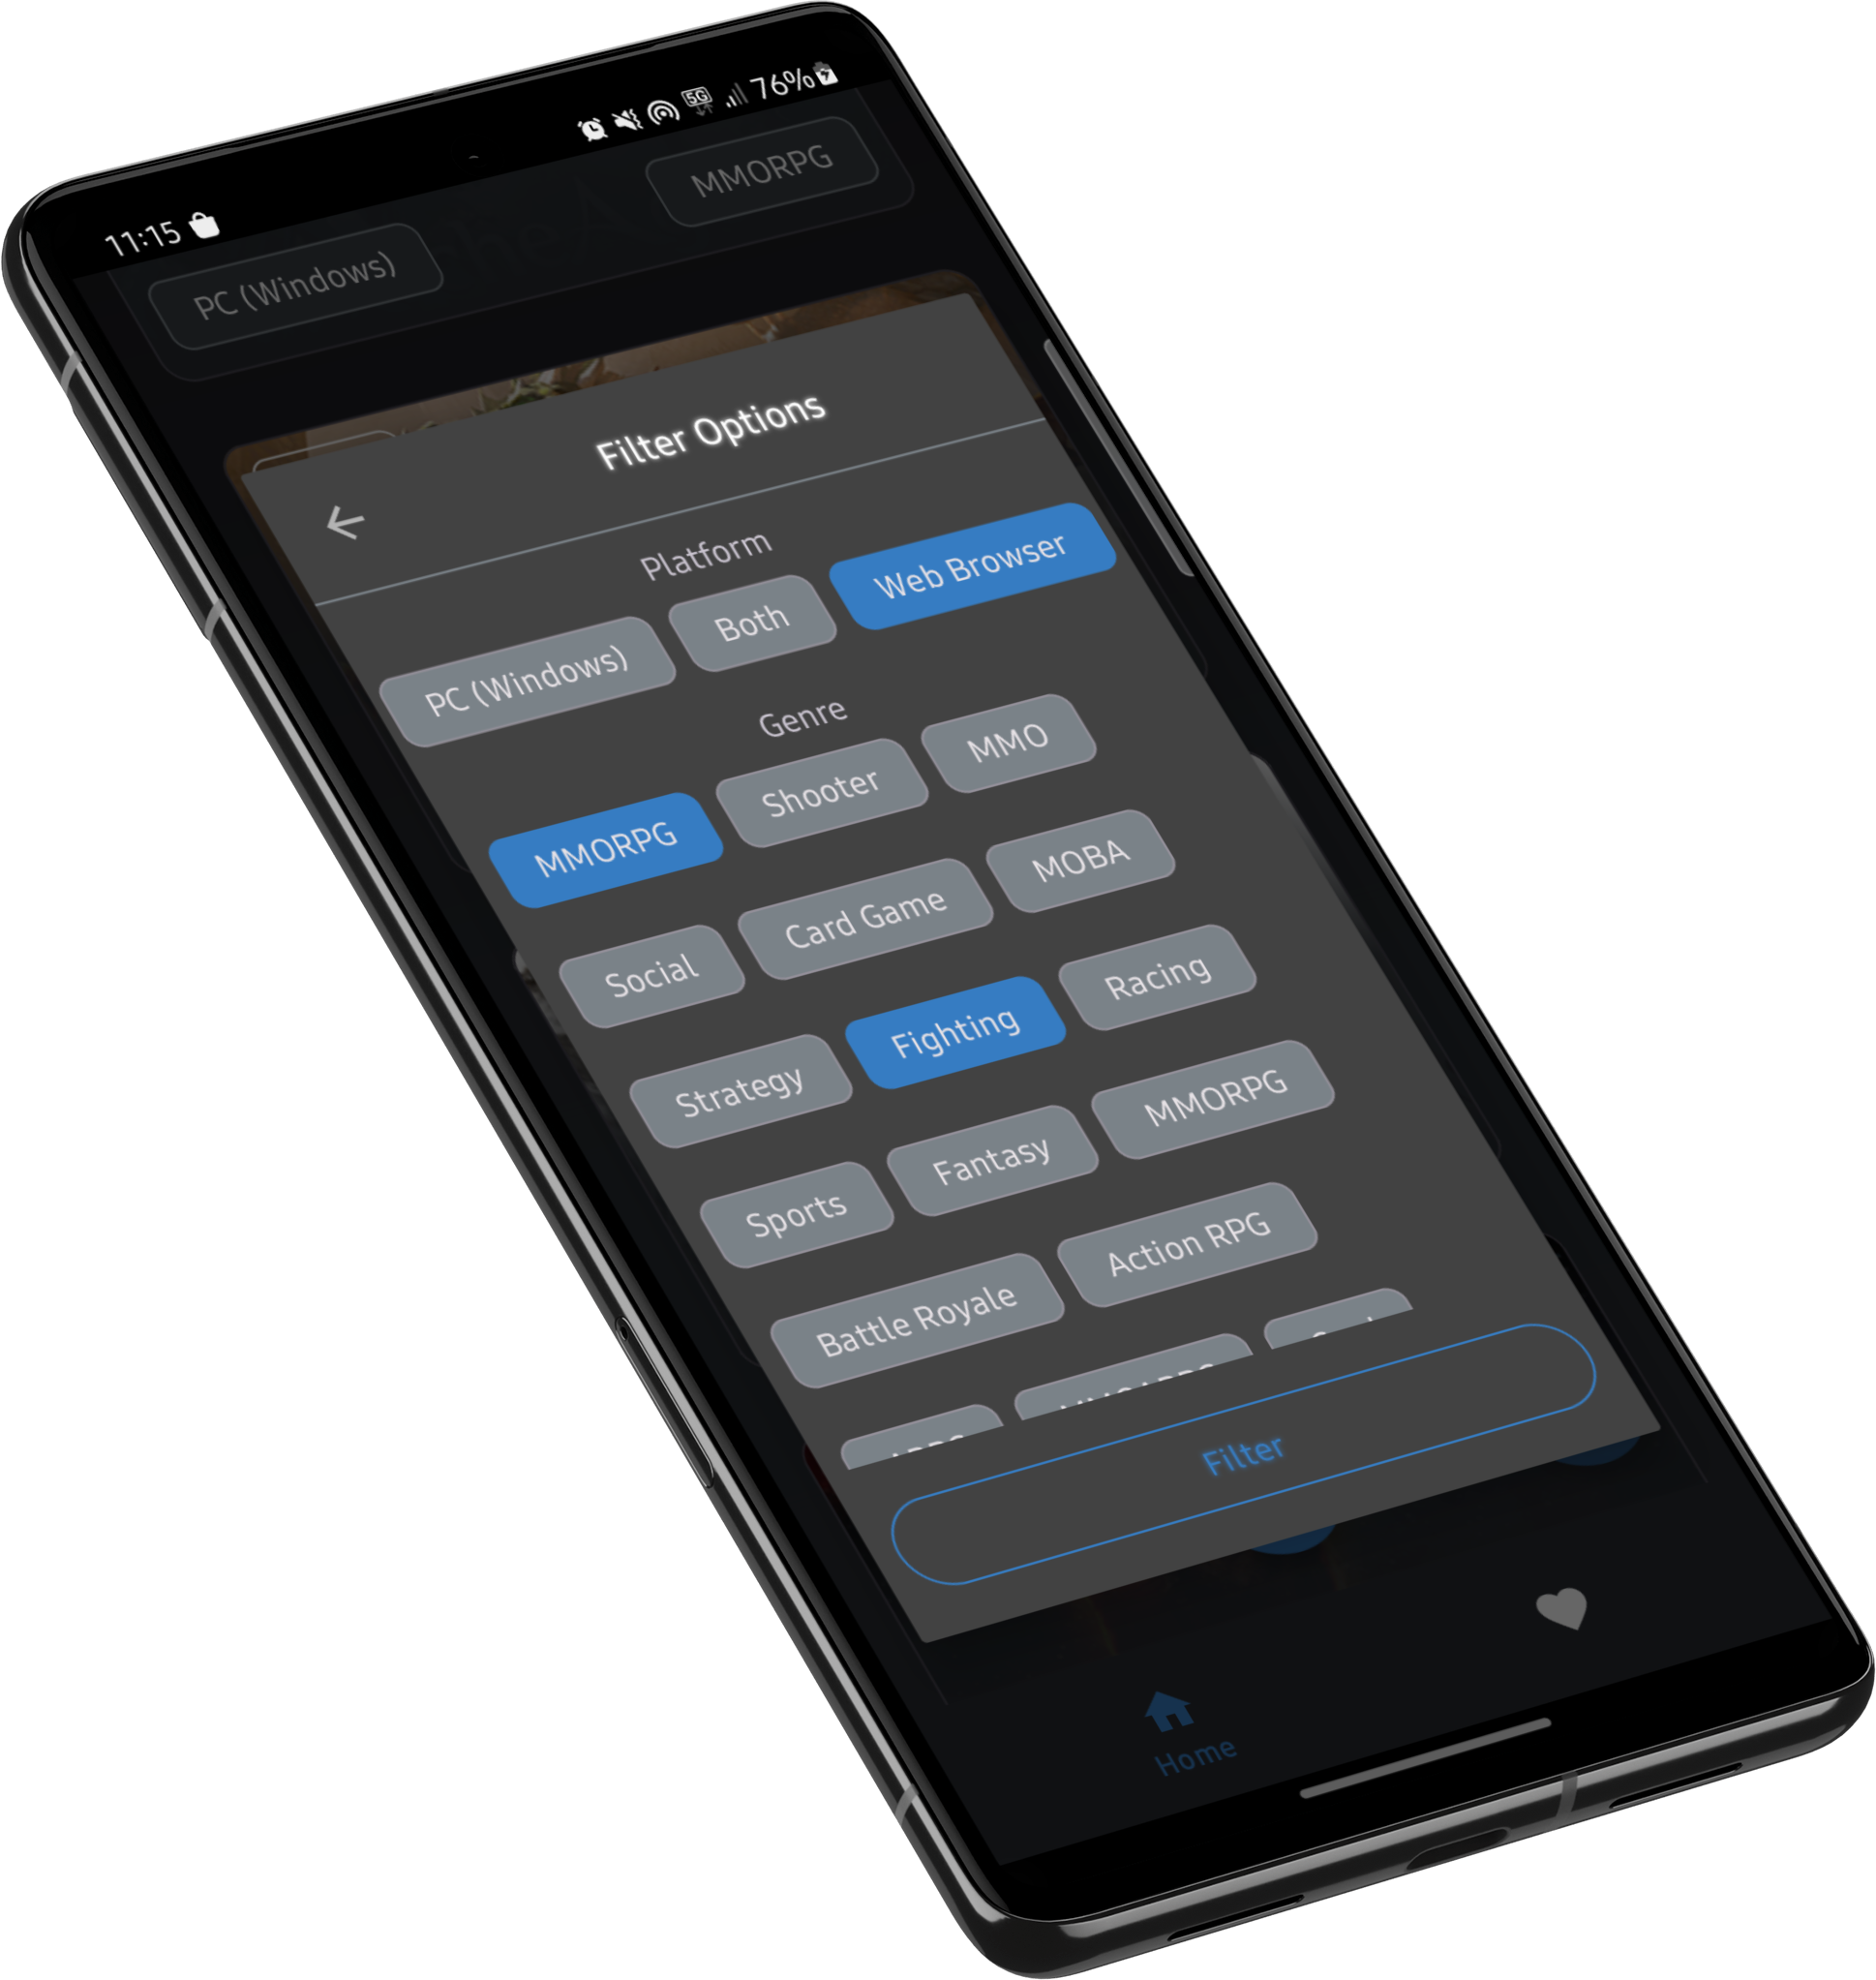 11:15 5G 76%
PC (Windows) MMORPG
Filter Options
Platform
PC (Windows) Both Web Browser
Genre
MMORPG Shooter MMO
Social Card Game MOBA
Strategy Fighting Racing
Sports Fantasy MMORPG
Battle Royale Action RPG
Filter
Home